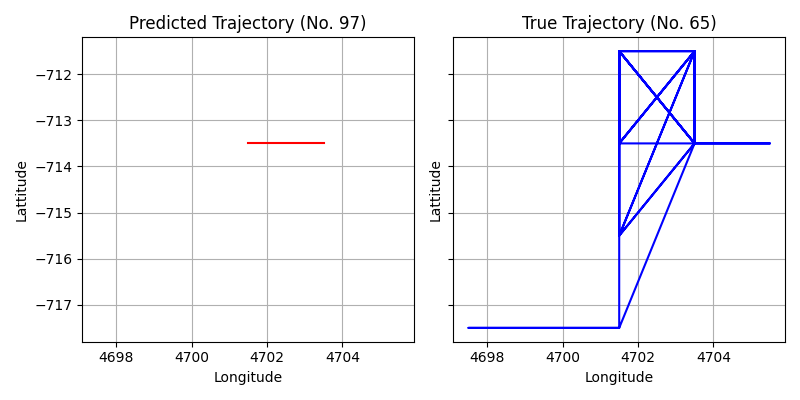 Predicted Trajectory (No. 97)
True Trajectory (No. 65)
Lattitude
−712
−713
−714
−715
−716
−717
4698
4700
4702
4704
Longitude
Lattitude
4698
4700
4702
4704
Longitude